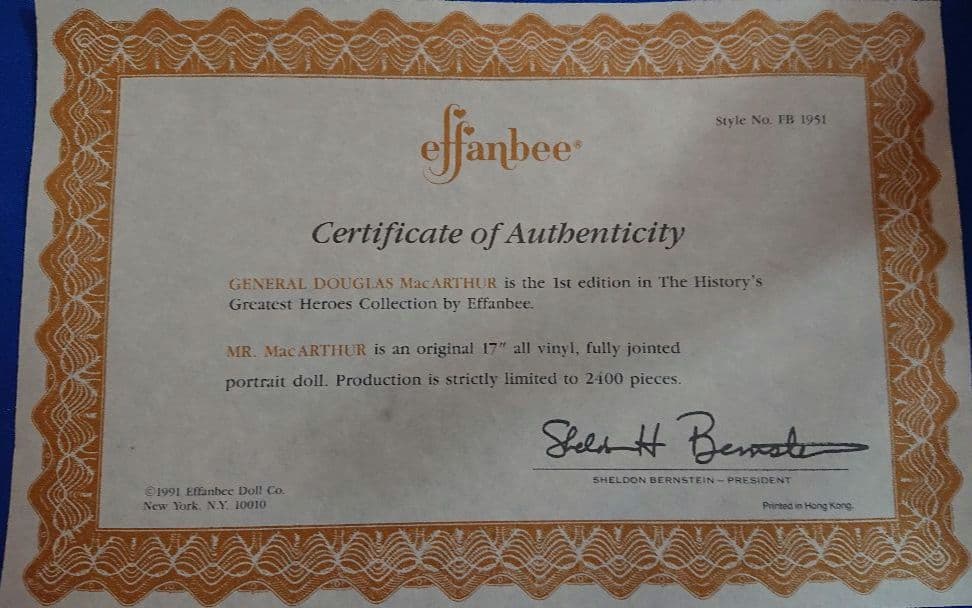 effanbee®
Style No. FB 1951
Certificate of Authenticity
GENERAL DOUGLAS MacARTHUR is the 1st edition in The History's
Greatest Heroes Collection by Effanbee.
MR. MacARTHUR is an original 17" all vinyl, fully jointed
portrait doll. Production is strictly limited to 2400 pieces.
Sheldon H Bernstein
SHELDON BERNSTEIN – PRESIDENT
©1991 Effanbee Doll Co.
New York, N.Y. 10010
Printed in Hong Kong.